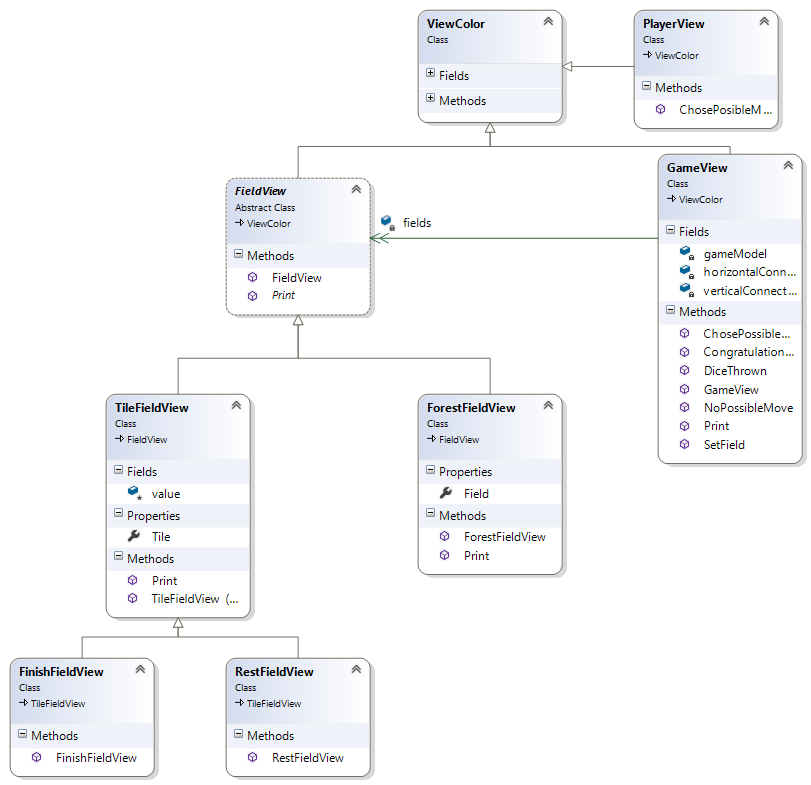 ViewColor
Class
Fields
Methods
PlayerView
Class
ViewColor
Methods
ChosePosibleM ...
FieldView
Abstract Class
ViewColor
Methods
FieldView
Print
fields
GameView
Class
ViewColor
Fields
gameModel
horizontalConn...
verticalConnect...
Methods
ChosePossible...
Congratulation...
DiceThrown
GameView
NoPossibleMove
Print
SetField
TileFieldView
Class
FieldView
Fields
value
Properties
Tile
Methods
Print
TileFieldView (...
ForestFieldView
Class
FieldView
Properties
Field
Methods
ForestFieldView
Print
FinishFieldView
Class
TileFieldView
Methods
FinishFieldView
RestFieldView
Class
TileFieldView
Methods
RestFieldView